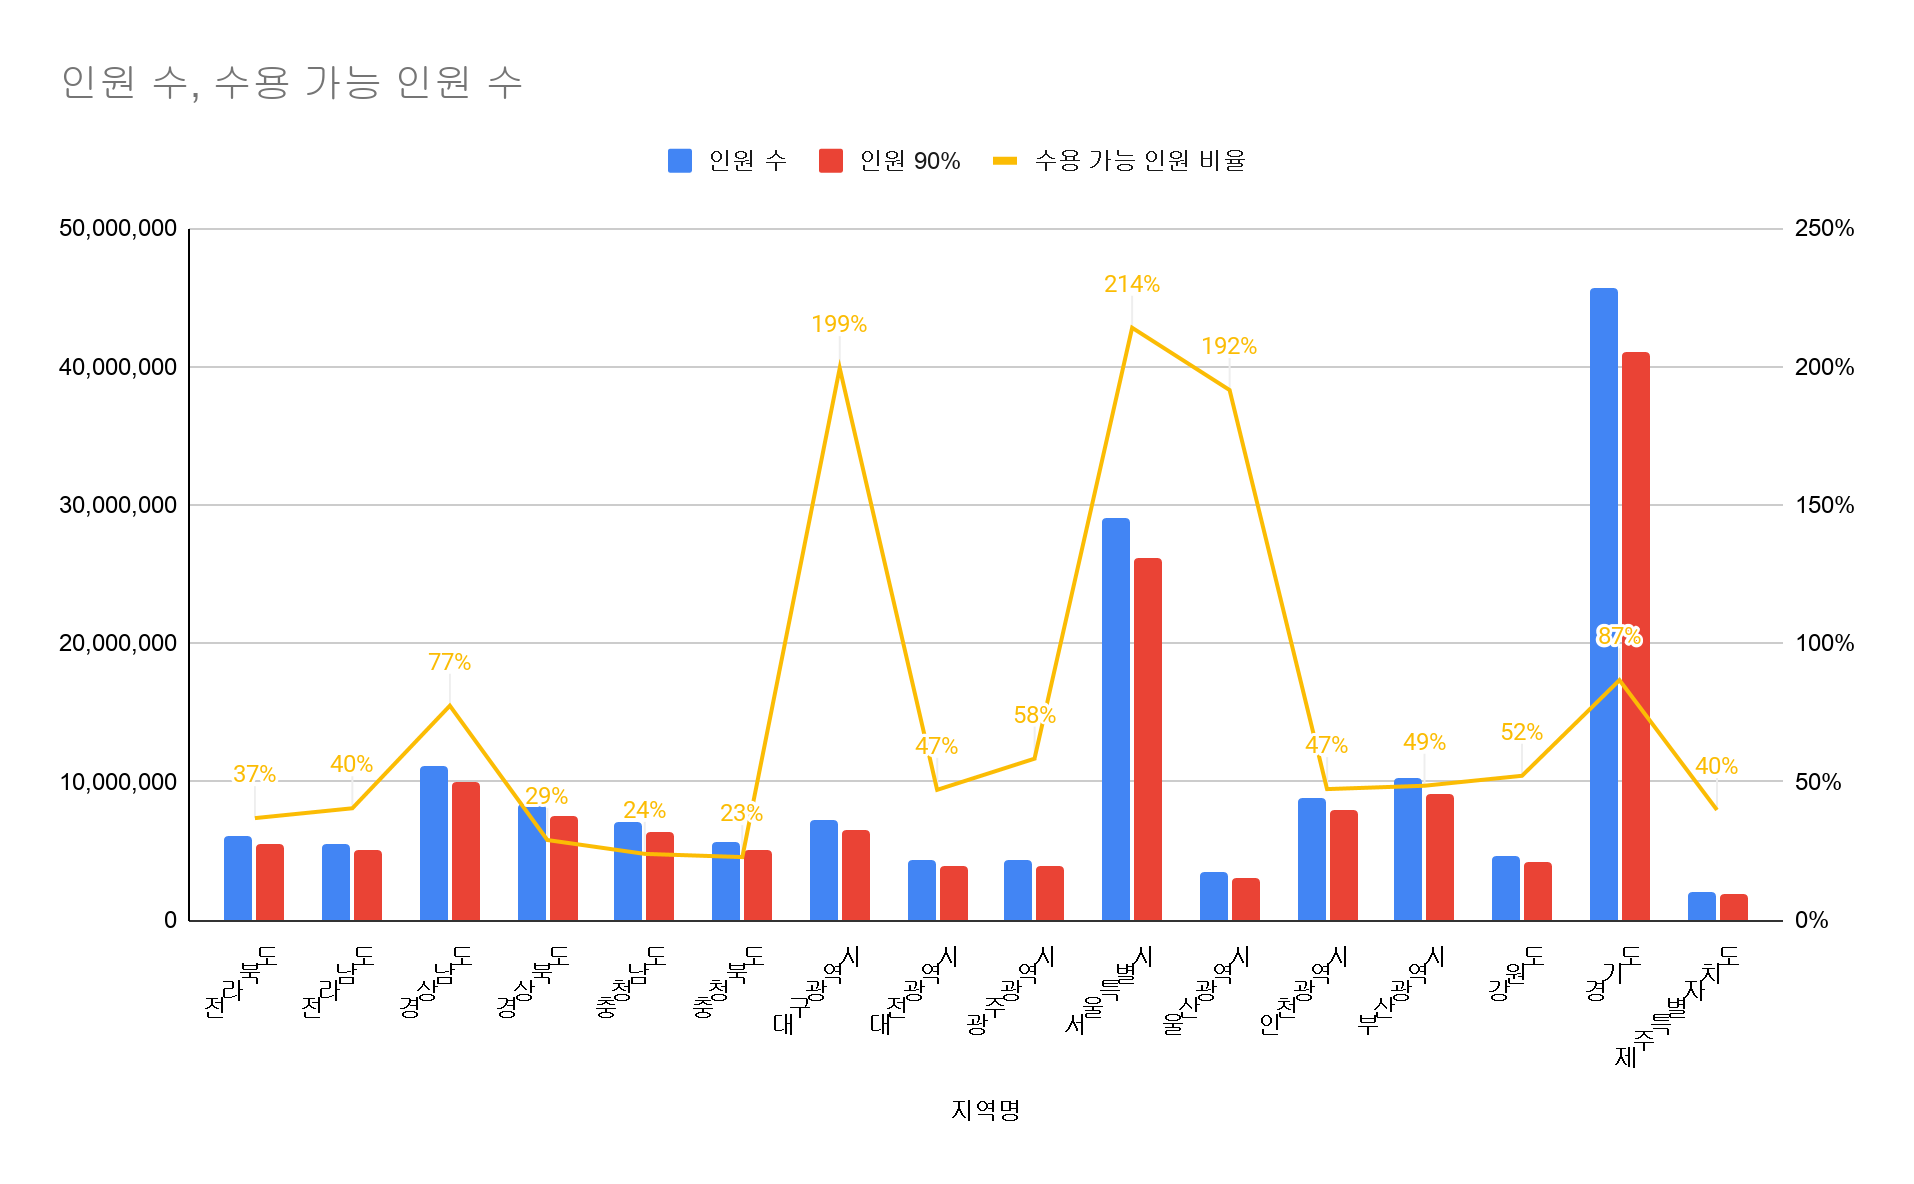 인원 수, 수용 가능 인원 수
인원 수 인원 90% 수용 가능 인원 비율
50,000,000
40,000,000
30,000,000
20,000,000
10,000,000
0
250%
200%
150%
100%
50%
0%
37%
40%
77%
29%
24%
23%
199%
47%
58%
214%
192%
47%
49%
52%
87%
40%
전라북도
전라남도
경상남도
경상북도
충청남도
충청북도
대구광역시
대전광역시
광주광역시
서울특별시
울산광역시
인천광역시
부산광역시
강원도
경기도
제주특별자치도
지역명